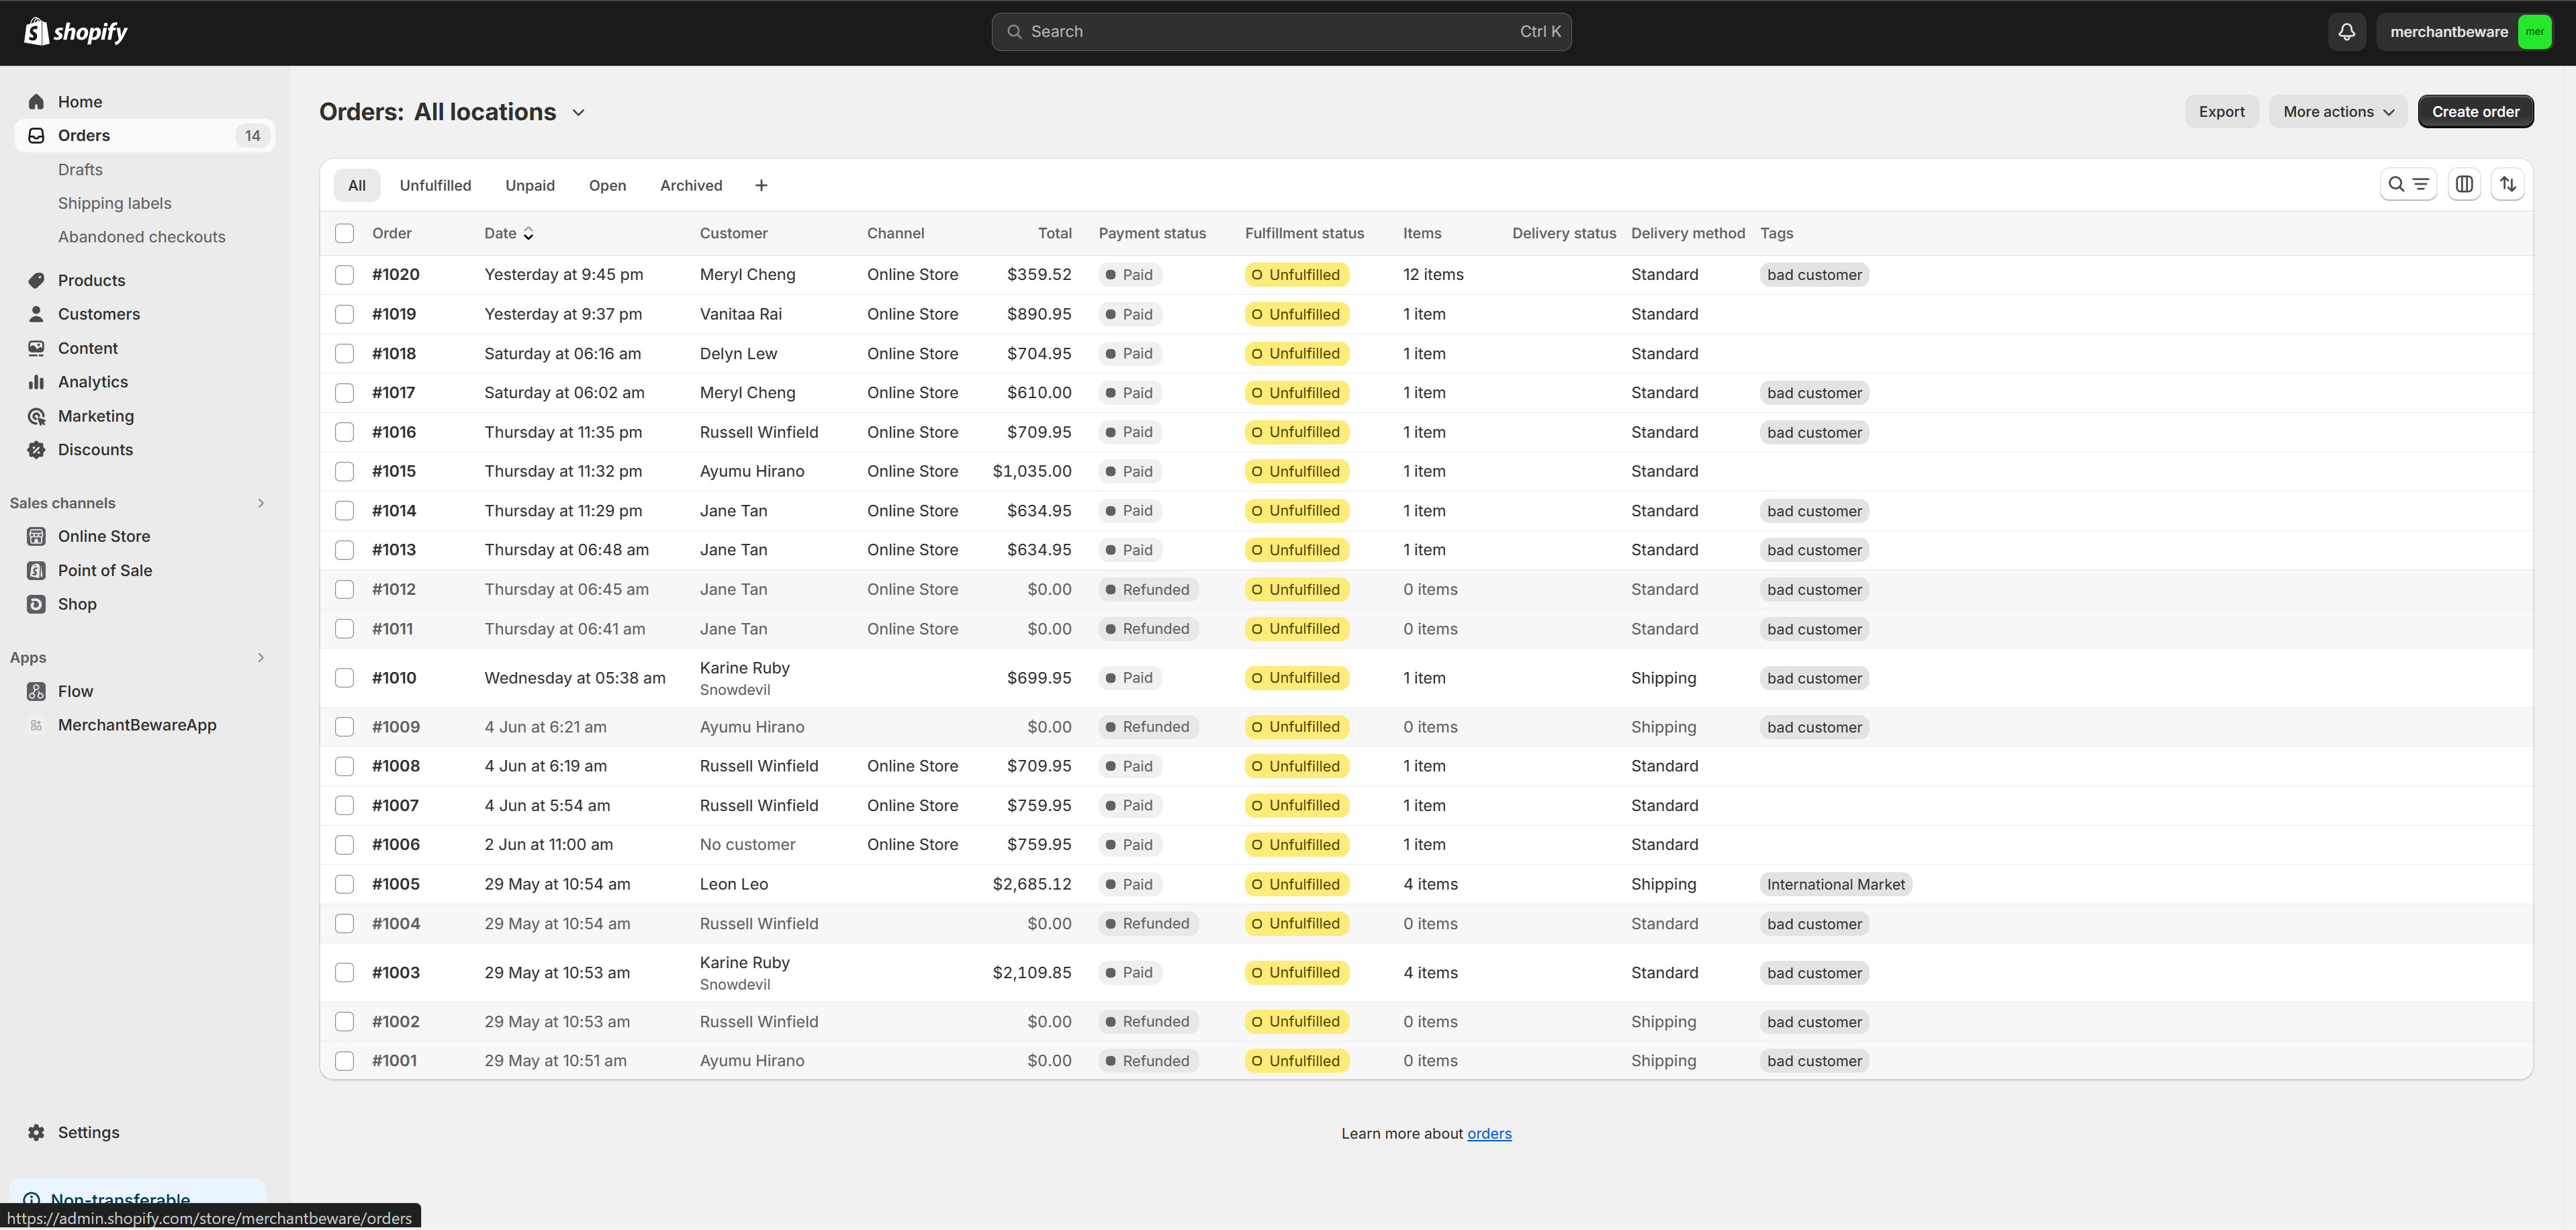 shopify
Search Ctrl K
merchantbeware mer
Home
Orders 14
Drafts
Shipping labels
Abandoned checkouts
Products
Customers
Content
Analytics
Marketing
Discounts
Sales channels
Online Store
Point of Sale
Shop
Apps
Flow
MerchantBewareApp
Settings
Non-transferable
https://admin.shopify.com/store/merchantbeware/orders
Orders: All locations
Export More actions Create order
All Unfulfilled Unpaid Open Archived +
Order Date Customer Channel Total Payment status Fulfillment status Items Delivery status Delivery method Tags
#1020 Yesterday at 9:45 pm Meryl Cheng Online Store $359.52 Paid Unfulfilled 12 items Standard bad customer
#1019 Yesterday at 9:37 pm Vanitaa Rai Online Store $890.95 Paid Unfulfilled 1 item Standard
#1018 Saturday at 06:16 am Delyn Lew Online Store $704.95 Paid Unfulfilled 1 item Standard
#1017 Saturday at 06:02 am Meryl Cheng Online Store $610.00 Paid Unfulfilled 1 item Standard bad customer
#1016 Thursday at 11:35 pm Russell Winfield Online Store $709.95 Paid Unfulfilled 1 item Standard bad customer
#1015 Thursday at 11:32 pm Ayumu Hirano Online Store $1,035.00 Paid Unfulfilled 1 item Standard
#1014 Thursday at 11:29 pm Jane Tan Online Store $634.95 Paid Unfulfilled 1 item Standard bad customer
#1013 Thursday at 06:48 am Jane Tan Online Store $634.95 Paid Unfulfilled 1 item Standard bad customer
#1012 Thursday at 06:45 am Jane Tan Online Store $0.00 Refunded Unfulfilled 0 items Standard bad customer
#1011 Thursday at 06:41 am Jane Tan Online Store $0.00 Refunded Unfulfilled 0 items Standard bad customer
#1010 Wednesday at 05:38 am Karine Ruby $699.95 Paid Unfulfilled 1 item Shipping bad customer
Snowdevil
#1009 4 Jun at 6:21 am Ayumu Hirano $0.00 Refunded Unfulfilled 0 items Shipping bad customer
#1008 4 Jun at 6:19 am Russell Winfield Online Store $709.95 Paid Unfulfilled 1 item Standard
#1007 4 Jun at 5:54 am Russell Winfield Online Store $759.95 Paid Unfulfilled 1 item Standard
#1006 2 Jun at 11:00 am No customer Online Store $759.95 Paid Unfulfilled 1 item Standard
#1005 29 May at 10:54 am Leon Leo $2,685.12 Paid Unfulfilled 4 items Shipping International Market
#1004 29 May at 10:54 am Russell Winfield $0.00 Refunded Unfulfilled 0 items Standard bad customer
#1003 29 May at 10:53 am Karine Ruby $2,109.85 Paid Unfulfilled 4 items Standard bad customer
Snowdevil
#1002 29 May at 10:53 am Russell Winfield $0.00 Refunded Unfulfilled 0 items Shipping bad customer
#1001 29 May at 10:51 am Ayumu Hirano $0.00 Refunded Unfulfilled 0 items Shipping bad customer
Learn more about orders